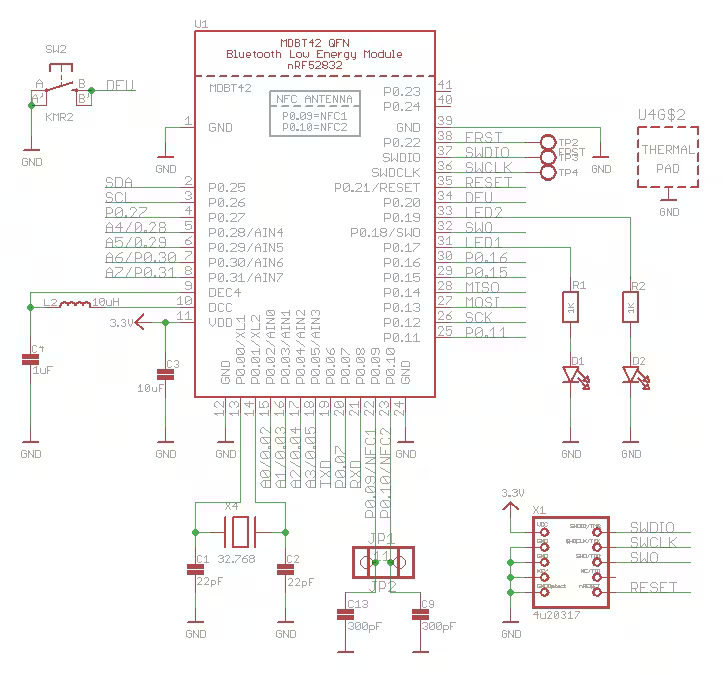 U1
MDBT42 QFN
Bluetooth Low Energy Module
nRF52832
MDBT42
NFC ANTENNA
P0.09=NFC1
P0.10=NFC2
SW2
A B DFU
A' B'
KMR2
GND
1 GND
GND
SDA 2 P0.25
SCL 3 P0.26
P0.27 4 P0.27
A4/0.28 5 P0.28/AIN4
A5/0.29 6 P0.29/AIN5
A6/P0.30 7 P0.30/AIN6
A7/P0.31 8 P0.31/AIN7
9 DEC4
L2 10uH 10 DCC
3.3V 11 VDD
C4
1uF
GND
C3
10uF
GND
P0.23 41
P0.24 40
GND 39
P0.22 38 FRST TP2
SWDIO 37 SWDIO TP3
FRST
SWDCLK 36 SWCLK TP4
P0.21/RESET 35 RESET
P0.20 34 DFU
P0.19 33 LED2
P0.18/SWO 32 SWO
P0.17 31 LED1
P0.16 30 P0.16
P0.15 29 P0.15
P0.14 28 MISO
P0.13 27 MOSI
P0.12 26 SCK
P0.11 25 P0.11
GND
U4G$2
THERMAL
PAD
GND
R1
1K
R2
1K
D1
D2
GND
GND
GND 12
GND
P0.00/XL1 13
P0.01/XL2 14
P0.02/AIN0 15 A0/0.02
P0.03/AIN1 16 A1/0.03
P0.04/AIN2 17 A2/0.04
P0.05/AIN3 18 A3/0.05
P0.06 19 TXD
P0.07 20 P0.07
P0.08 21 RXD
P0.09 22 P0.09/NFC1
P0.10 23 P0.10/NFC2
GND 24
GND
X4
32.768
C1
22pF
GND
C2
22pF
GND
JP1
JP2
C13
300pF
C9
300pF
3.3V
X1
VCC
GND
GND
KEY
GNDDetect
SWDIO/TMS
SWDCLK/TCK
SWO/TDO
NC/TDI
nRESET
SWDIO
SWCLK
SWO
RESET
4u20317
GND